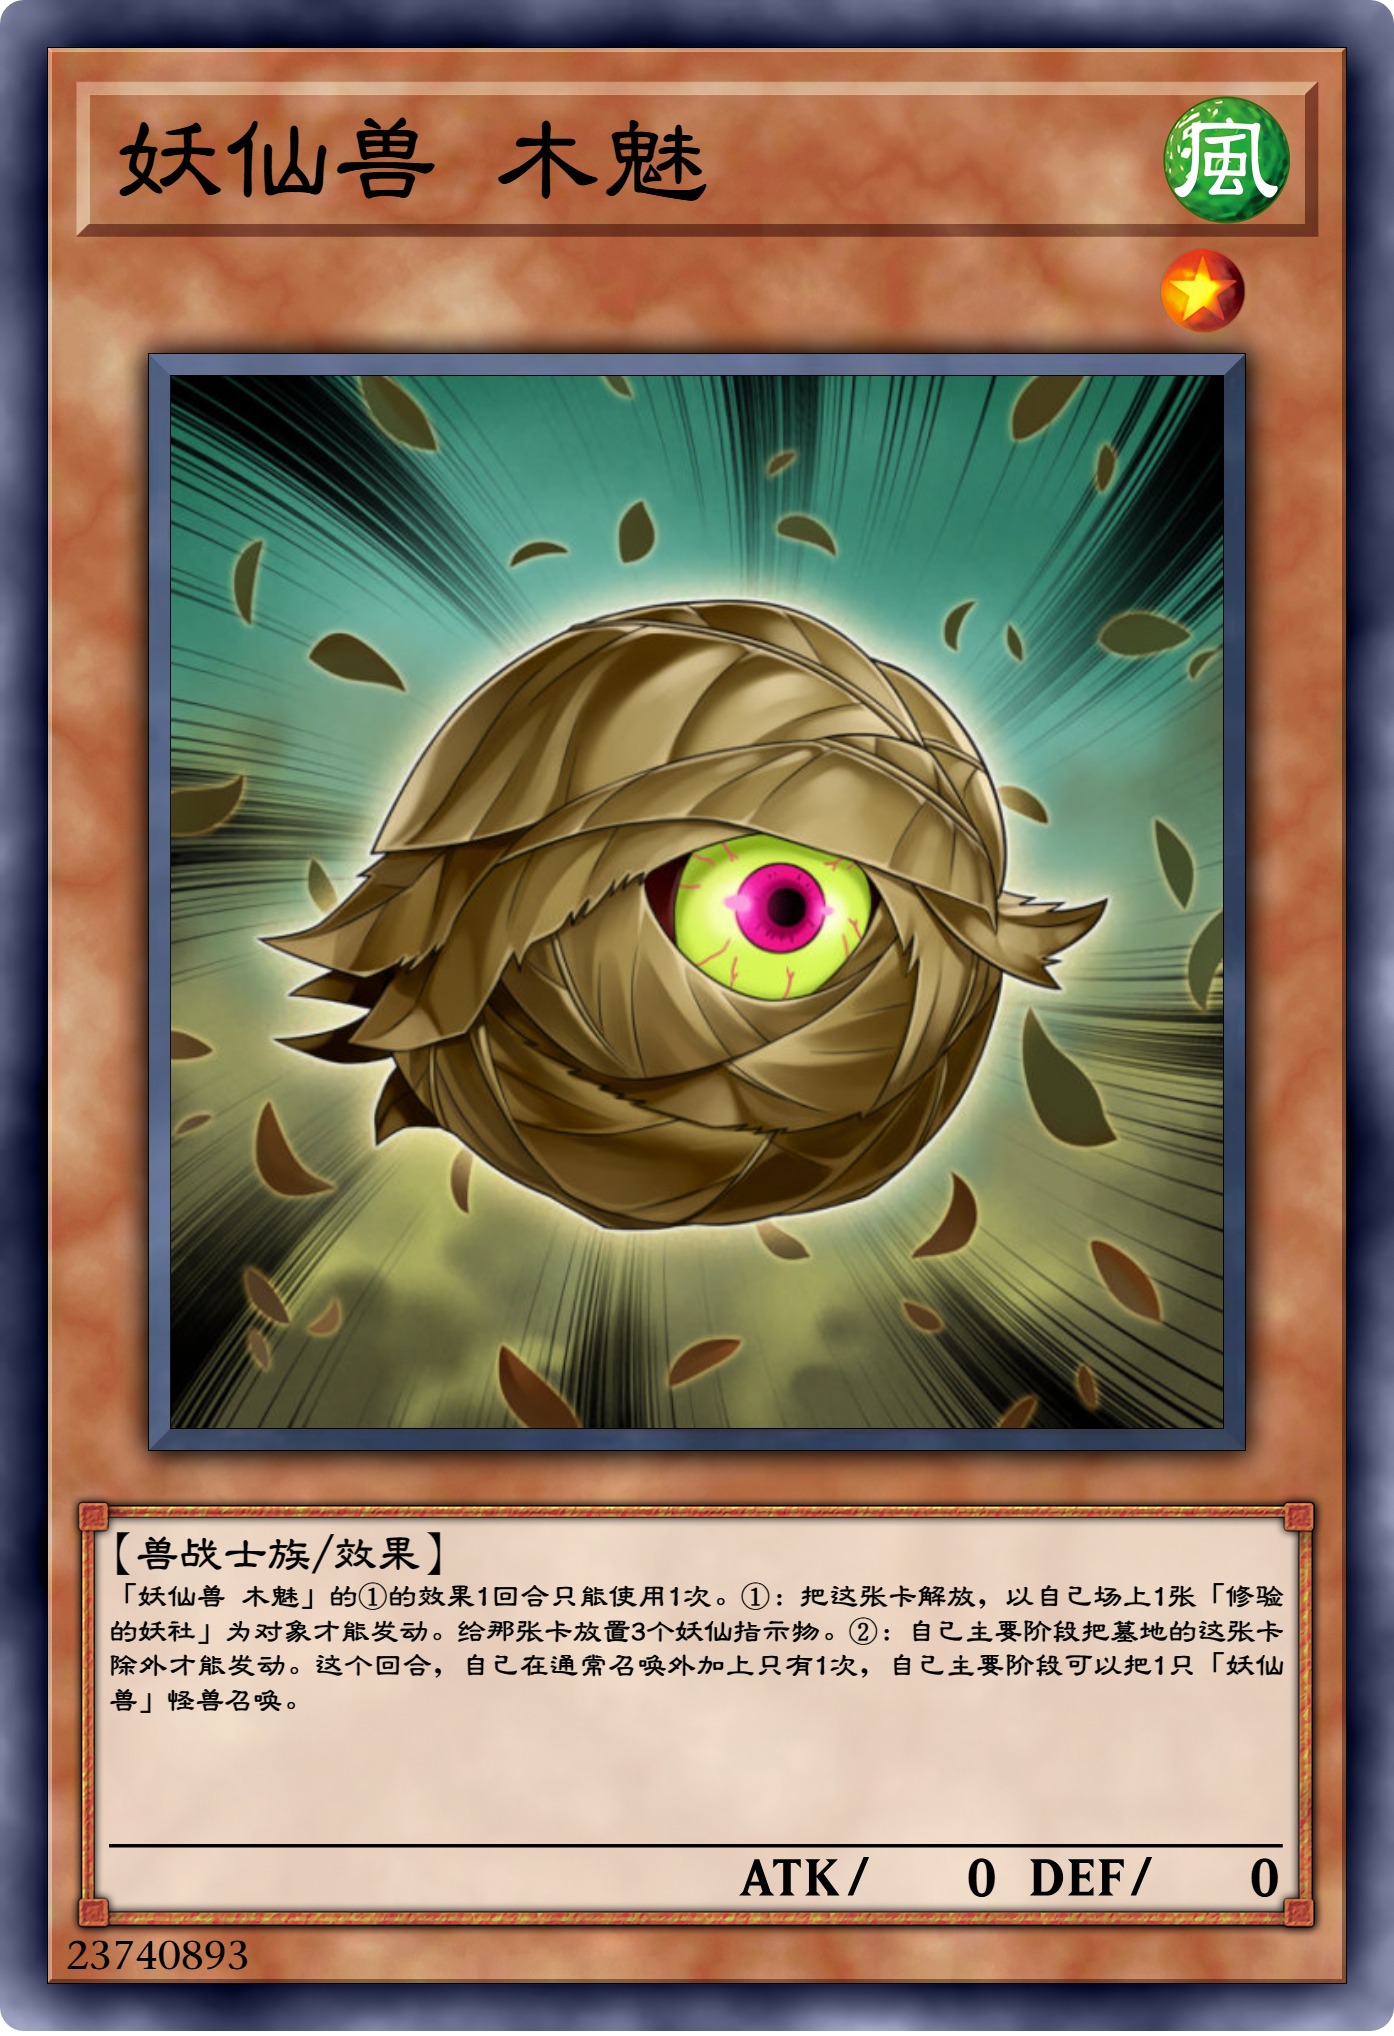 妖仙兽 木魅
風
【兽战士族/效果】
「妖仙兽 木魅」的①的效果1回合只能使用1次。①：把这张卡解放，以自己场上1张「修验
的妖社」为对象才能发动。给那张卡放置3个妖仙指示物。②：自己主要阶段把墓地的这张卡
除外才能发动。这个回合，自己在通常召唤外加上只有1次，自己主要阶段可以把1只「妖仙
兽」怪兽召唤。
ATK/ 0 DEF/ 0
23740893